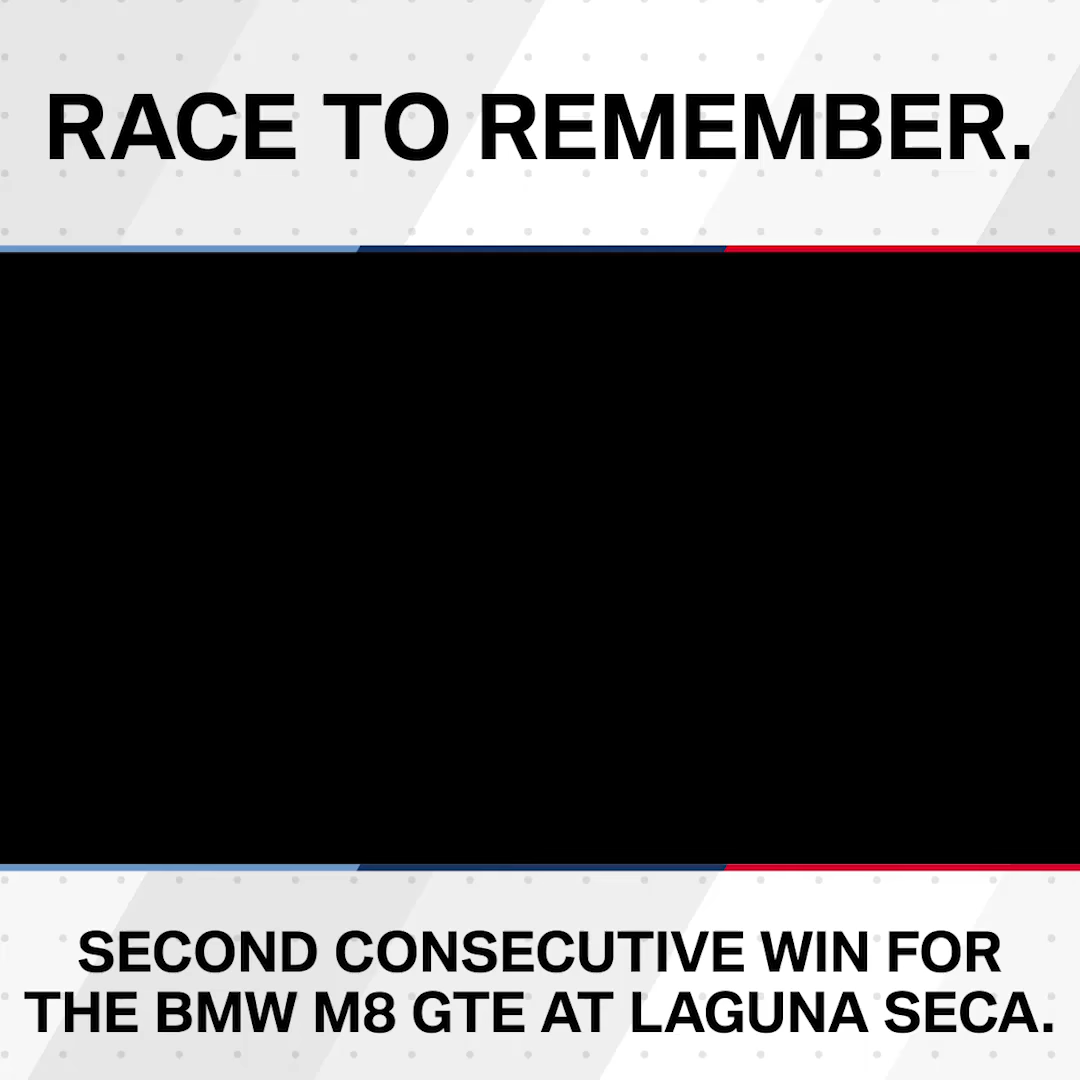 RACE TO REMEMBER.
SECOND CONSECUTIVE WIN FOR
THE BMW M8 GTE AT LAGUNA SECA.